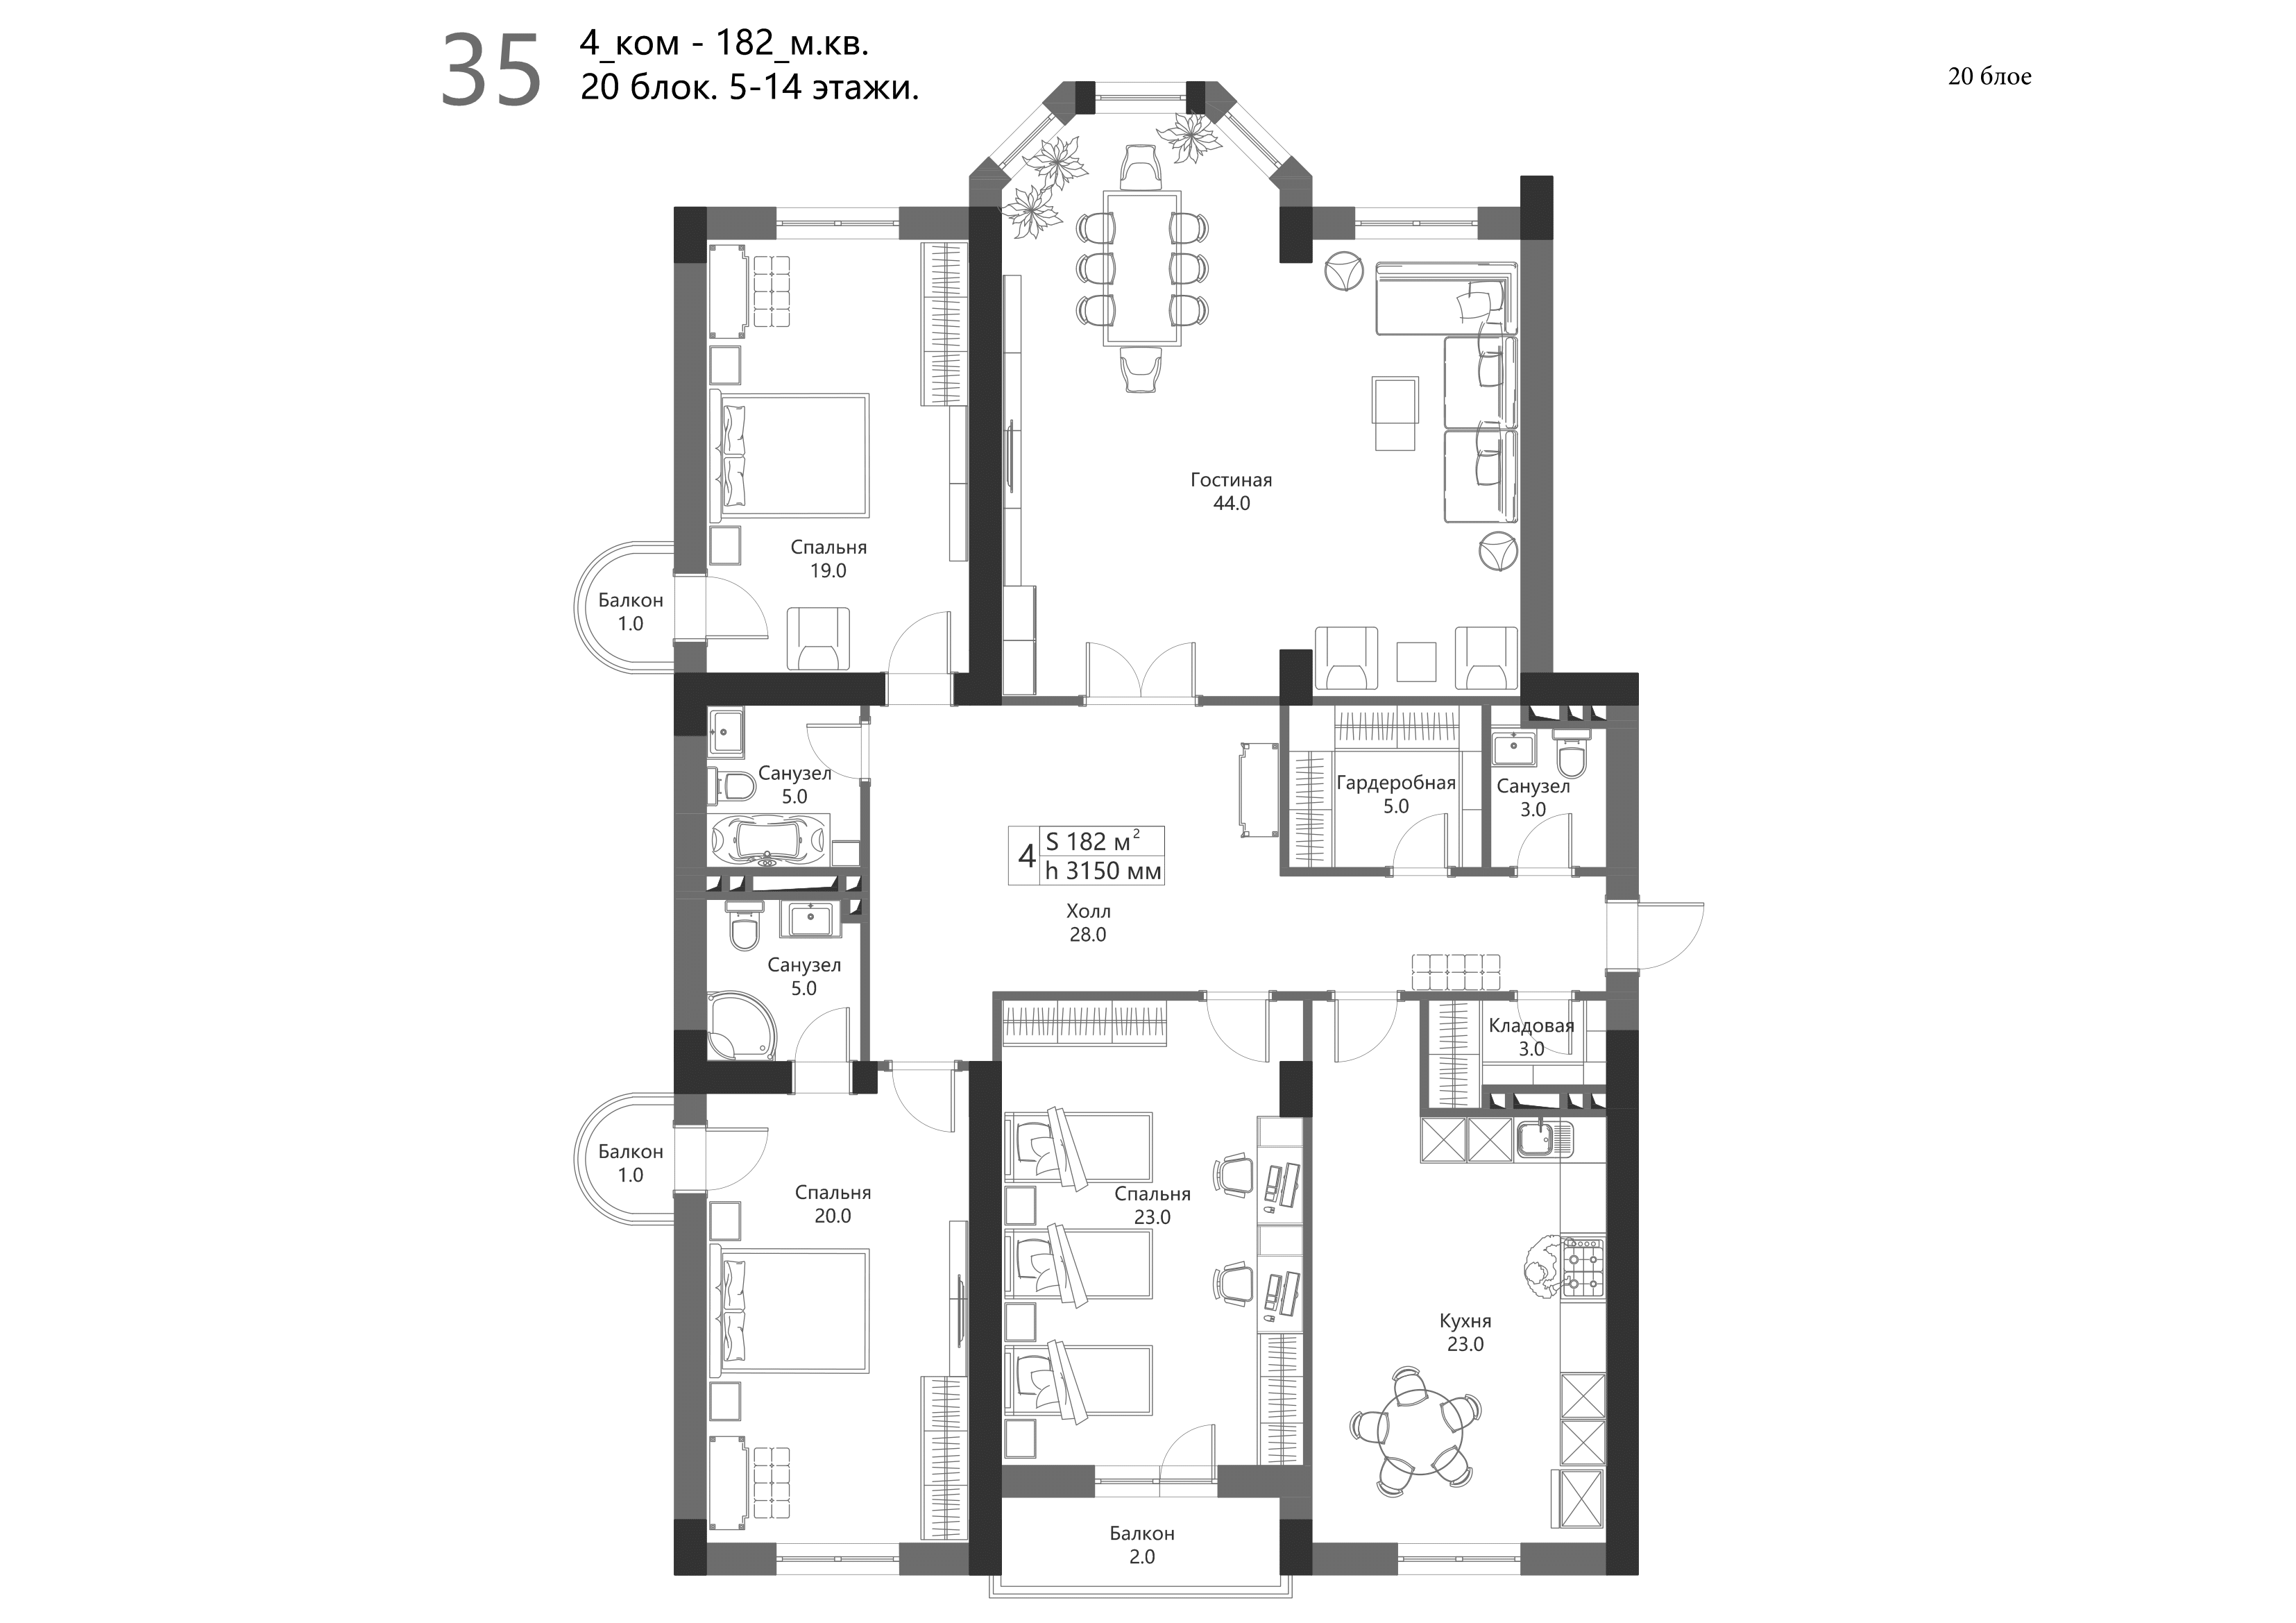 35
4_ком - 182_м.кв.
20 блок. 5-14 этажи.
20 блое
Гостиная
44.0
Спальня
19.0
Балкон
1.0
Санузел
5.0
Гардеробная
5.0
Санузел
3.0
4
S 182 м²
h 3150 мм
Холл
28.0
Санузел
5.0
Кладовая
3.0
Балкон
1.0
Спальня
20.0
Спальня
23.0
Кухня
23.0
Балкон
2.0